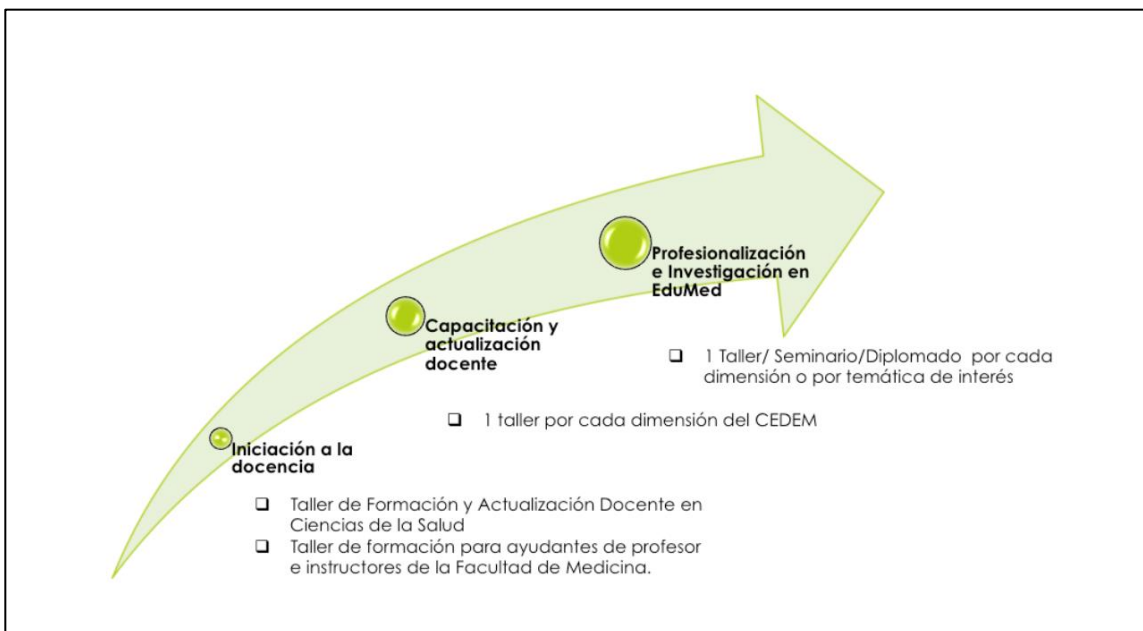 Profesionalización
e Investigación en
EduMed
Capacitación y
actualización
docente
❑ 1 Taller/ Seminario/Diplomado por cada
dimensión o por temática de interés
❑ 1 taller por cada dimensión del CEDEM
Iniciación a la
docencia
❑ Taller de Formación y Actualización Docente en
Ciencias de la Salud
❑ Taller de formación para ayudantes de profesor
e instructores de la Facultad de Medicina.